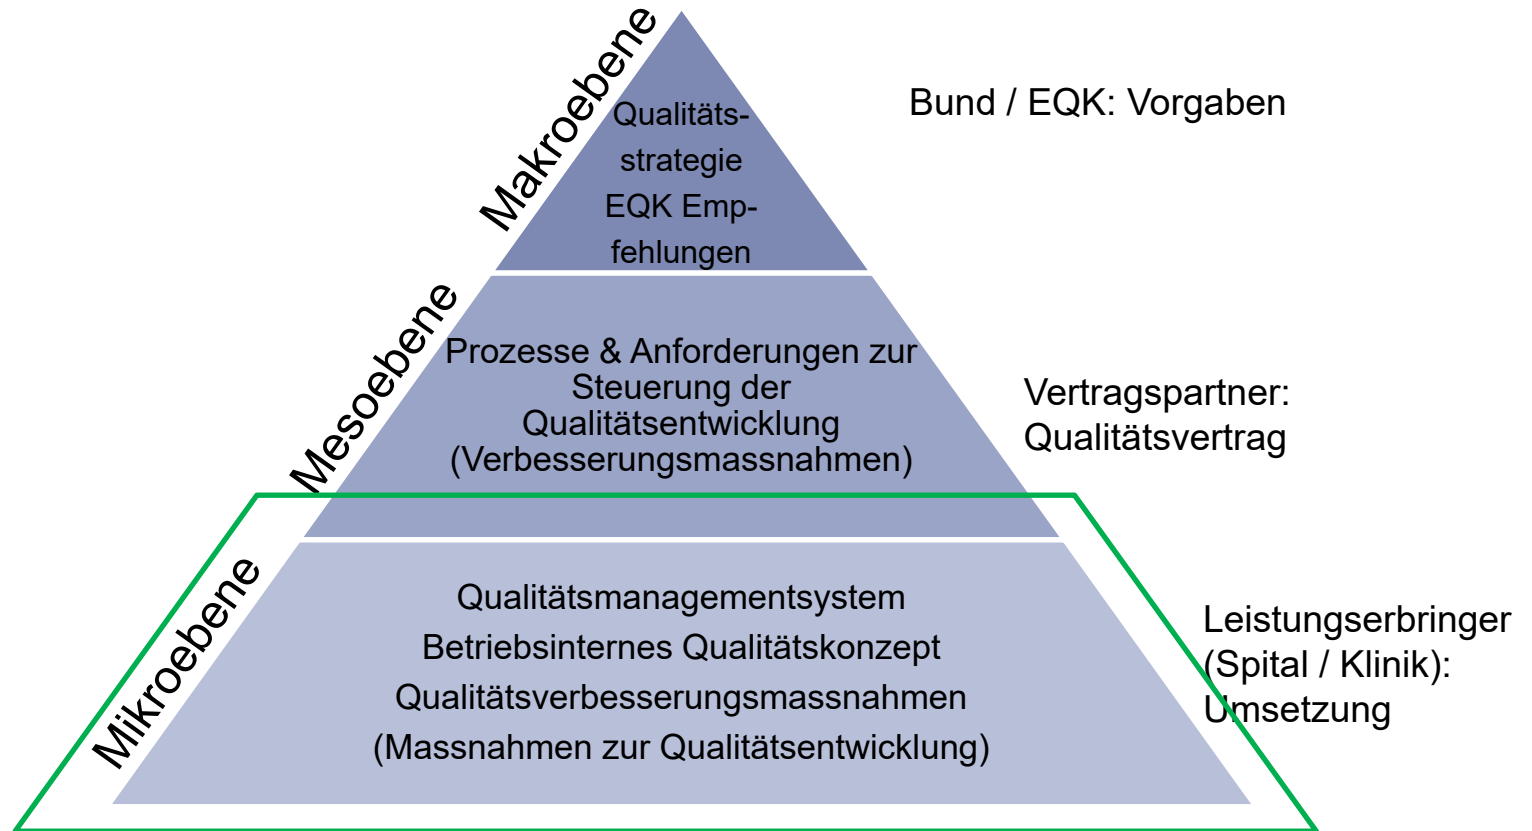 Makroebene
Qualitäts-
strategie
EQK Emp-
fehlungen
Bund / EQK: Vorgaben
Mesoebene
Prozesse & Anforderungen zur
Steuerung der
Qualitätsentwicklung
(Verbesserungsmassnahmen)
Vertragspartner:
Qualitätsvertrag
Mikroebene
Qualitätsmanagementsystem
Betriebsinternes Qualitätskonzept
Qualitätsverbesserungsmassnahmen
(Massnahmen zur Qualitätsentwicklung)
Leistungserbringer
(Spital / Klinik):
Umsetzung